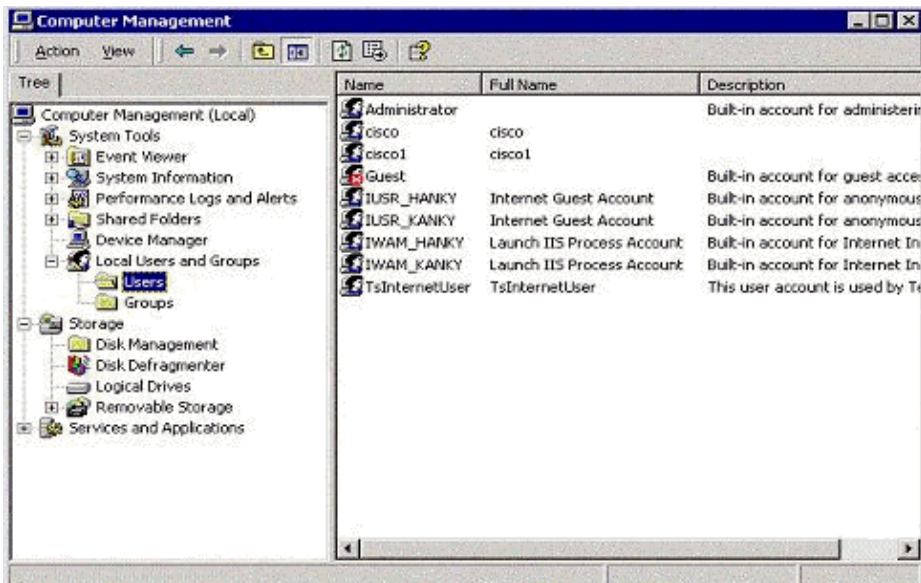 Computer Management
Action View
Tree
Computer Management (Local)
System Tools
Event Viewer
System Information
Performance Logs and Alerts
Shared Folders
Device Manager
Local Users and Groups
Users
Groups
Storage
Disk Management
Disk Defragmenter
Logical Drives
Removable Storage
Services and Applications
Name Full Name Description
Administrator Built-in account for administerin
cisco cisco
cisco1 cisco1
Guest Built-in account for guest acce
IUSR_HANKY Internet Guest Account Built-in account for anonymous
IUSR_KANKY Internet Guest Account Built-in account for anonymous
IWAM_HANKY Launch IIS Process Account Built-in account for Internet In
IWAM_KANKY Launch IIS Process Account Built-in account for Internet In
TsInternetUser TsInternetUser This user account is used by Te